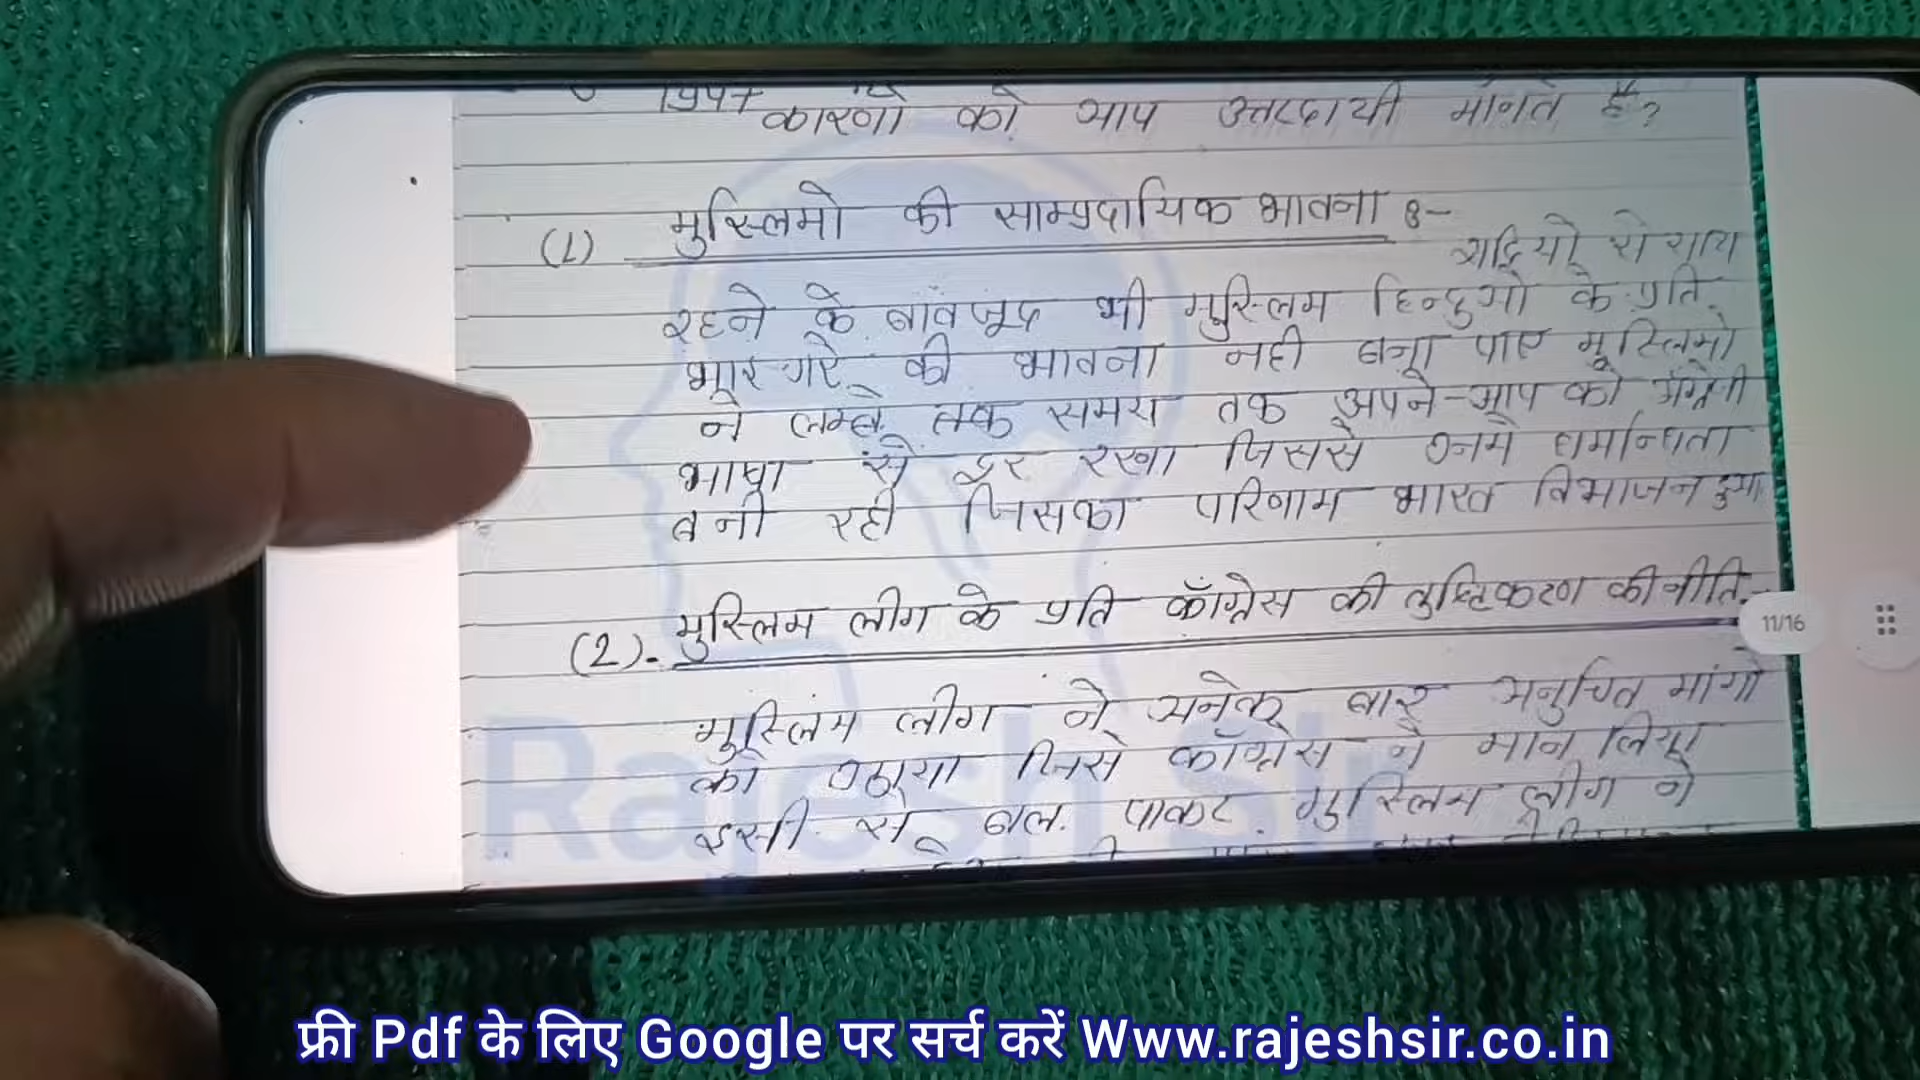 1947
कारणो को आप उत्तरदायी मानते है?
(1) मुस्लिमो की साम्प्रदायिक भावना :-
सदियो से साथ
रहने के बावजूद भी मुस्लिम हिन्दुओ के प्रति
भाईचारे की भावना नही बना पाए मुस्लिमो
ने लम्बे तक समय तक अपने-आप को अंग्रेजी
भाषा से दूर रखा जिससे उनमे धर्मान्धता
बनी रही जिसका परिणाम भारत विभाजन हुआ
(2). मुस्लिम लीग के प्रति कॉंग्रेस की तुष्टिकरण की नीति
मुस्लिम लीग ने अनेक बार अनुचित मांगो
को उठाया जिसे कॉंग्रेस ने मान लिया
इसी से बल पाकर मुस्लिम लीग ने
11/16
Rajesh Sir
फ्री Pdf के लिए Google पर सर्च करें Www.rajeshsir.co.in